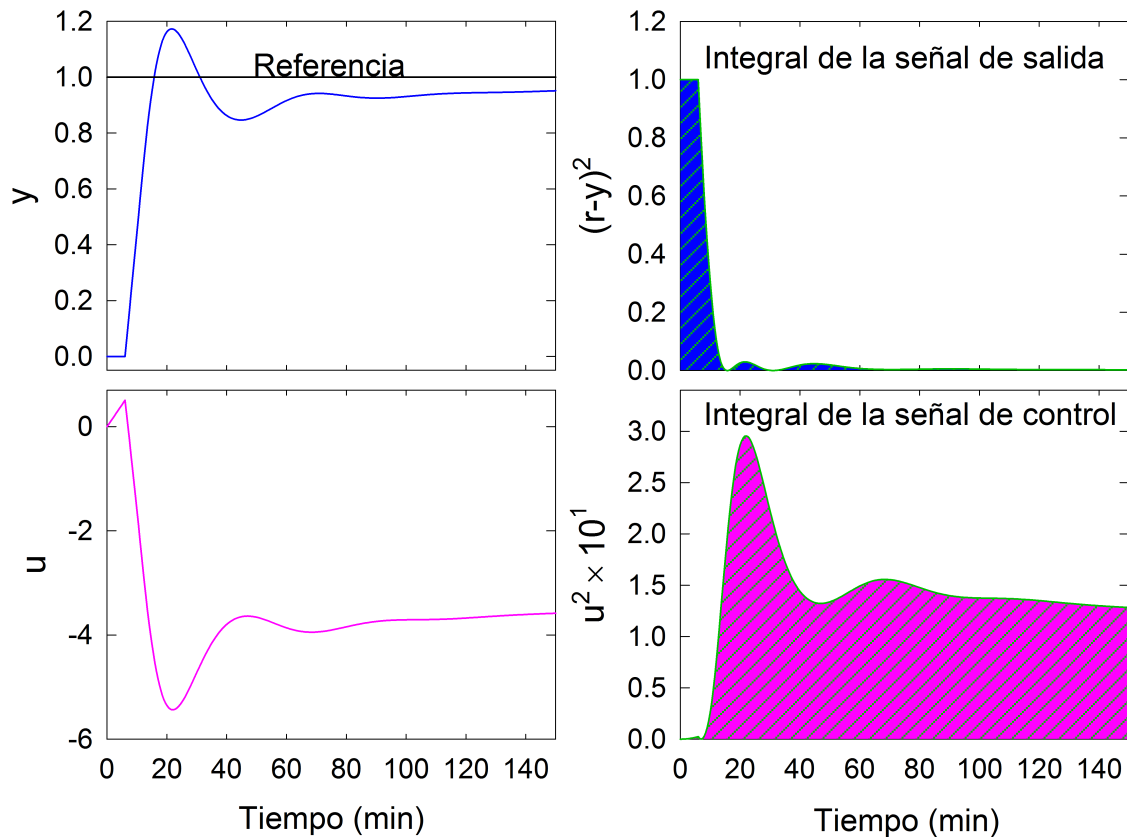 1.2
1.0
0.8
0.6
0.4
0.2
0.0
y
Referencia
1.2
1.0
0.8
0.6
0.4
0.2
0.0
(r-y)²
Integral de la señal de salida
0
-2
-4
-6
u
0 20 40 60 80 100 120 140
Tiempo (min)
3.0
2.5
2.0
1.5
1.0
0.5
0.0
u² × 10¹
Integral de la señal de control
0 20 40 60 80 100 120 140
Tiempo (min)